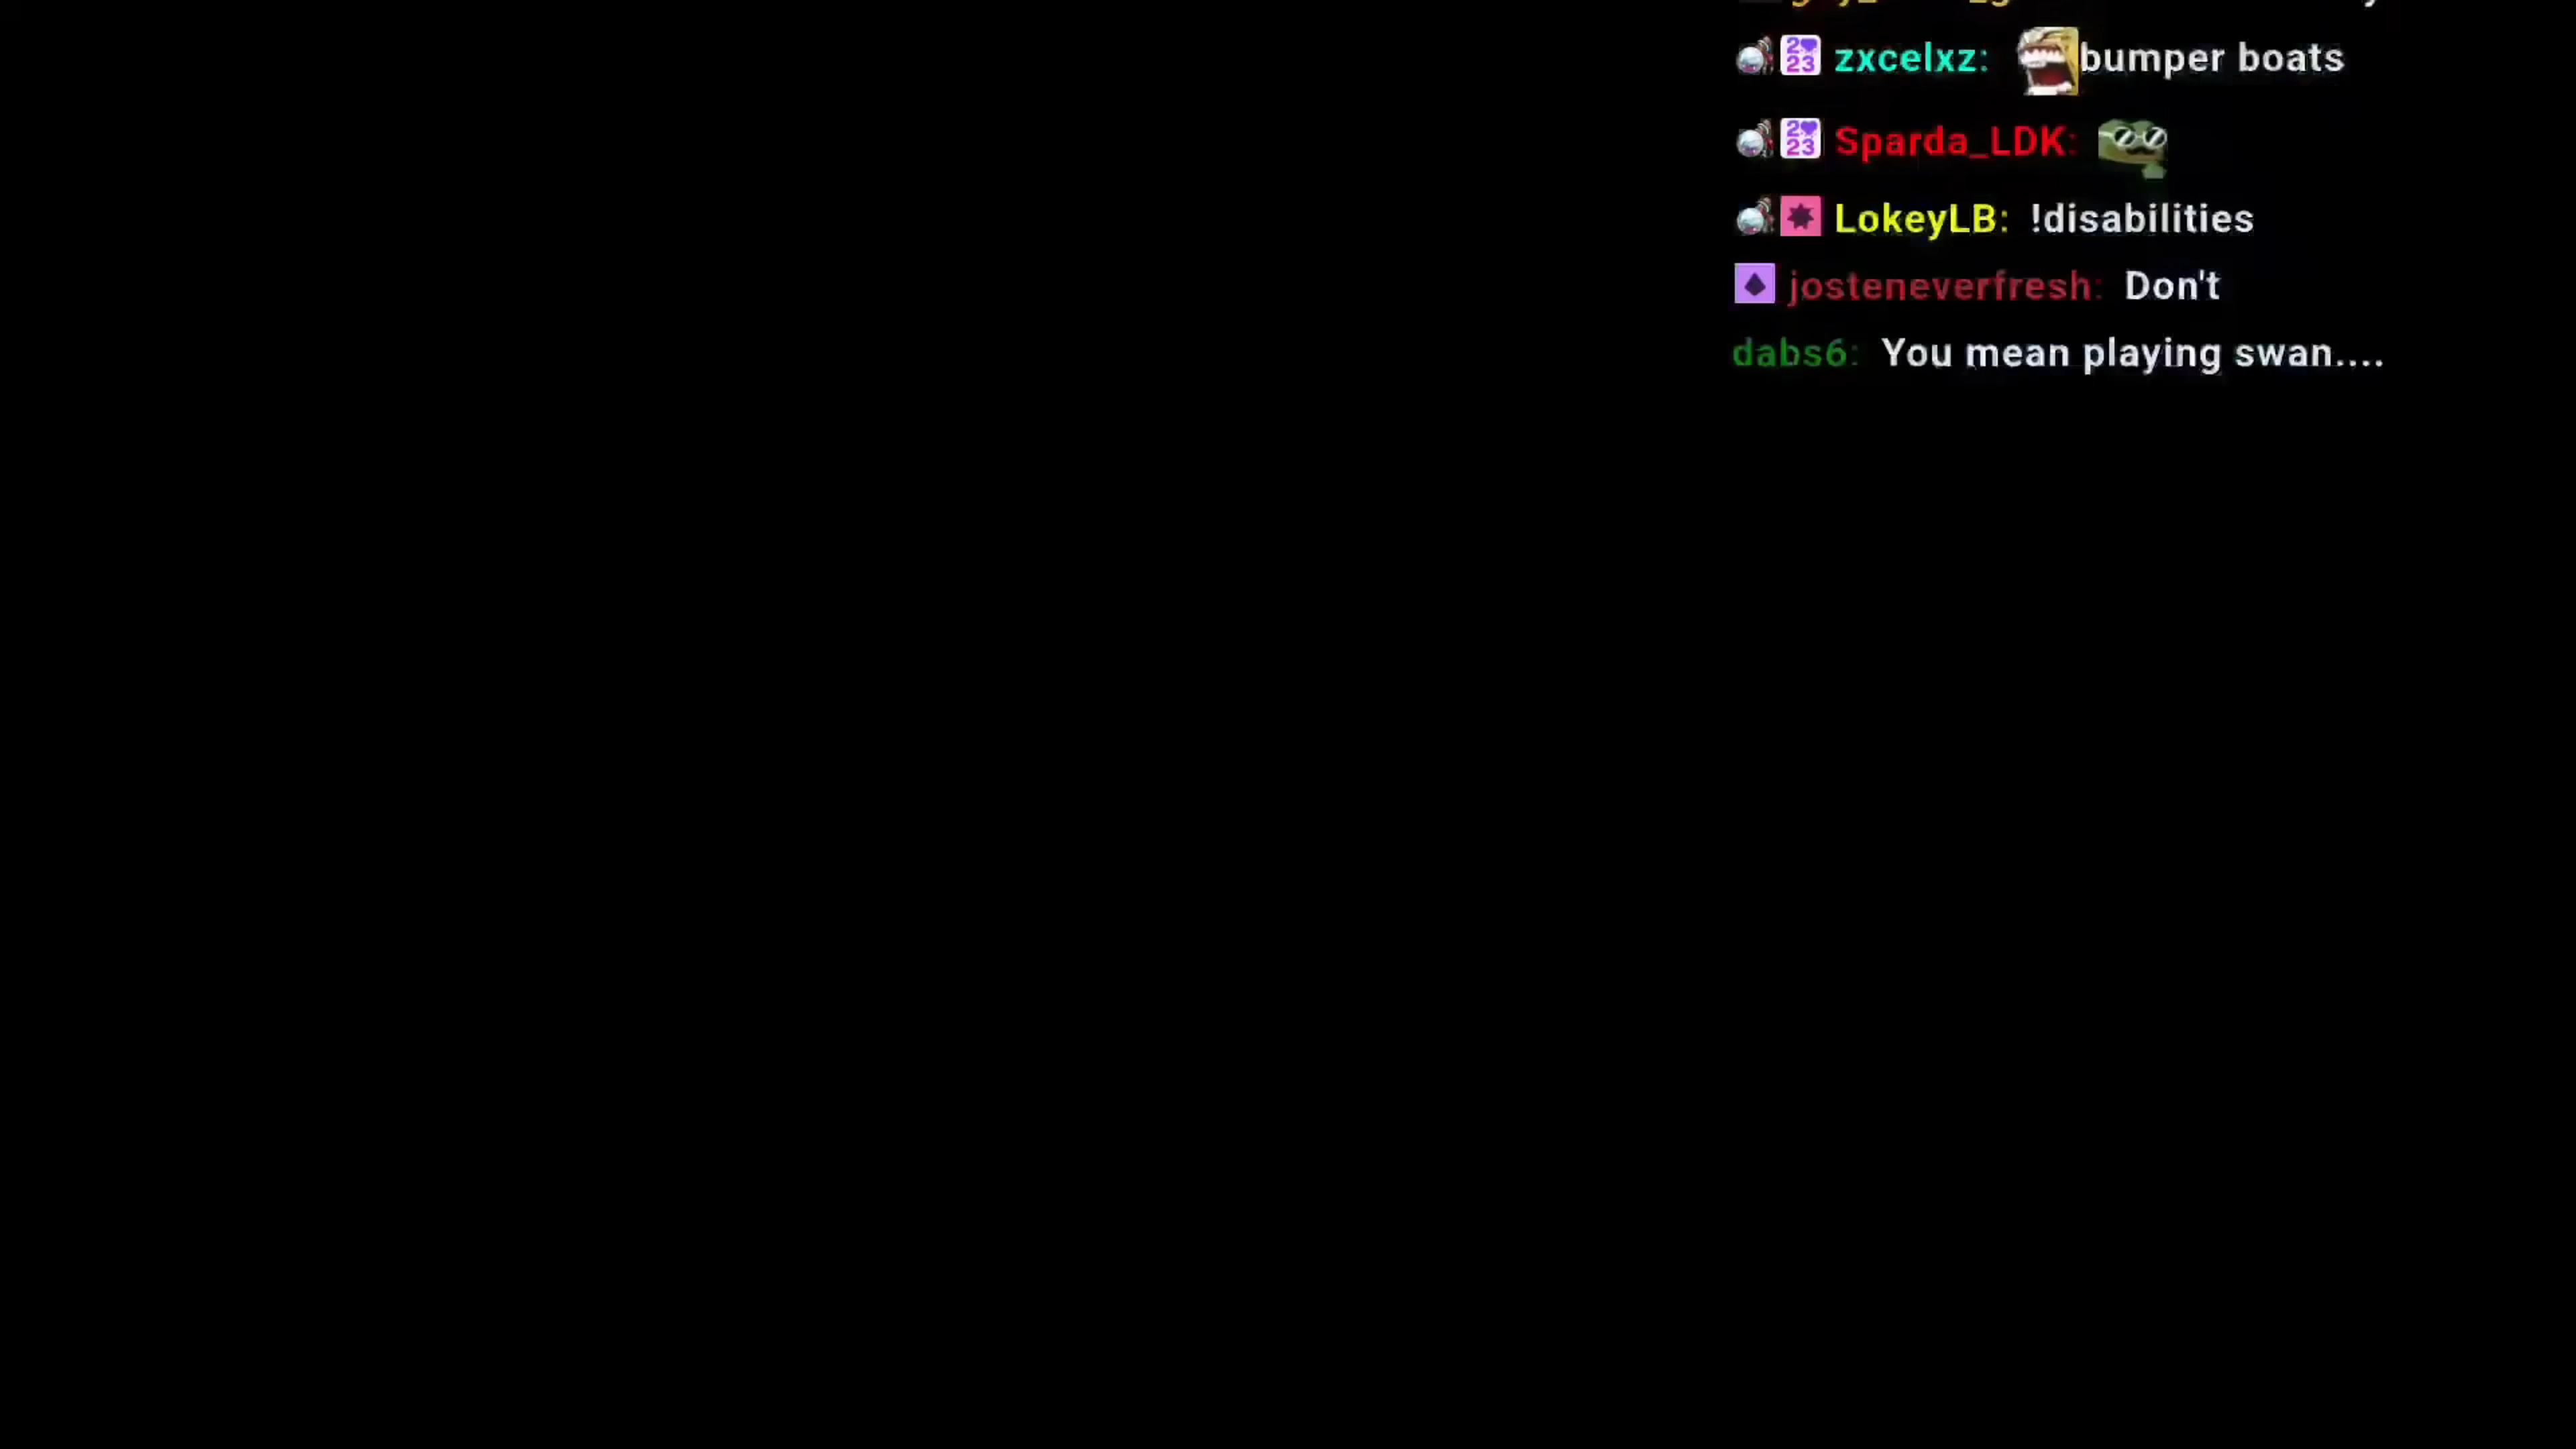 zxcelxz: bumper boats
Sparda_LDK:
LokeyLB: !disabilities
josteneverfresh: Don't
dabs6: You mean playing swan....